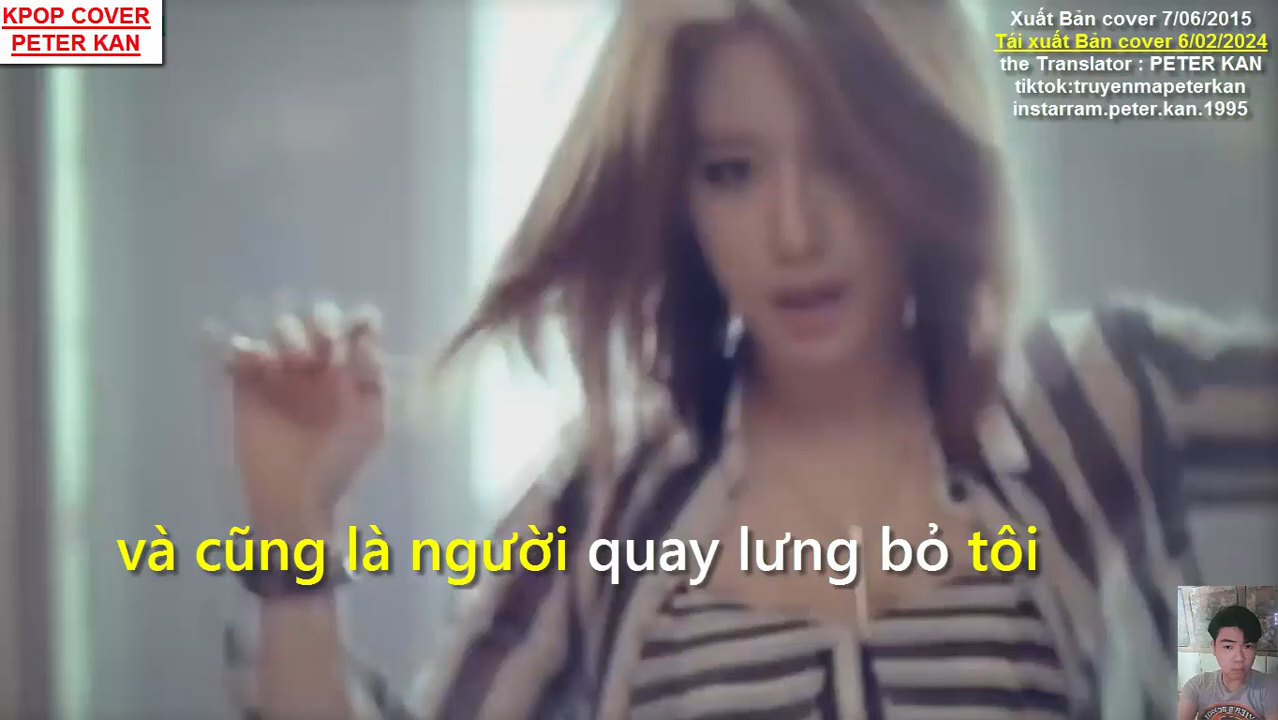 KPOP COVER
PETER KAN
Xuất Bản cover 7/06/2015
Tái xuất Bản cover 6/02/2024
the Translator : PETER KAN
tiktok:truyenmapeterkan
instarram.peter.kan.1995
và cũng là người quay lưng bỏ tôi